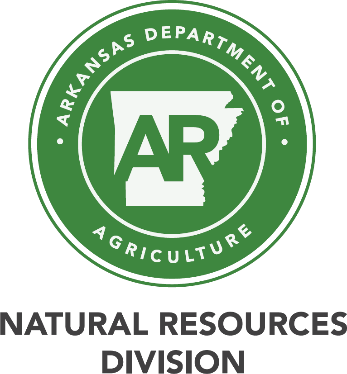 ARKANSAS DEPARTMENT OF
AR
AGRICULTURE
NATURAL RESOURCES
DIVISION